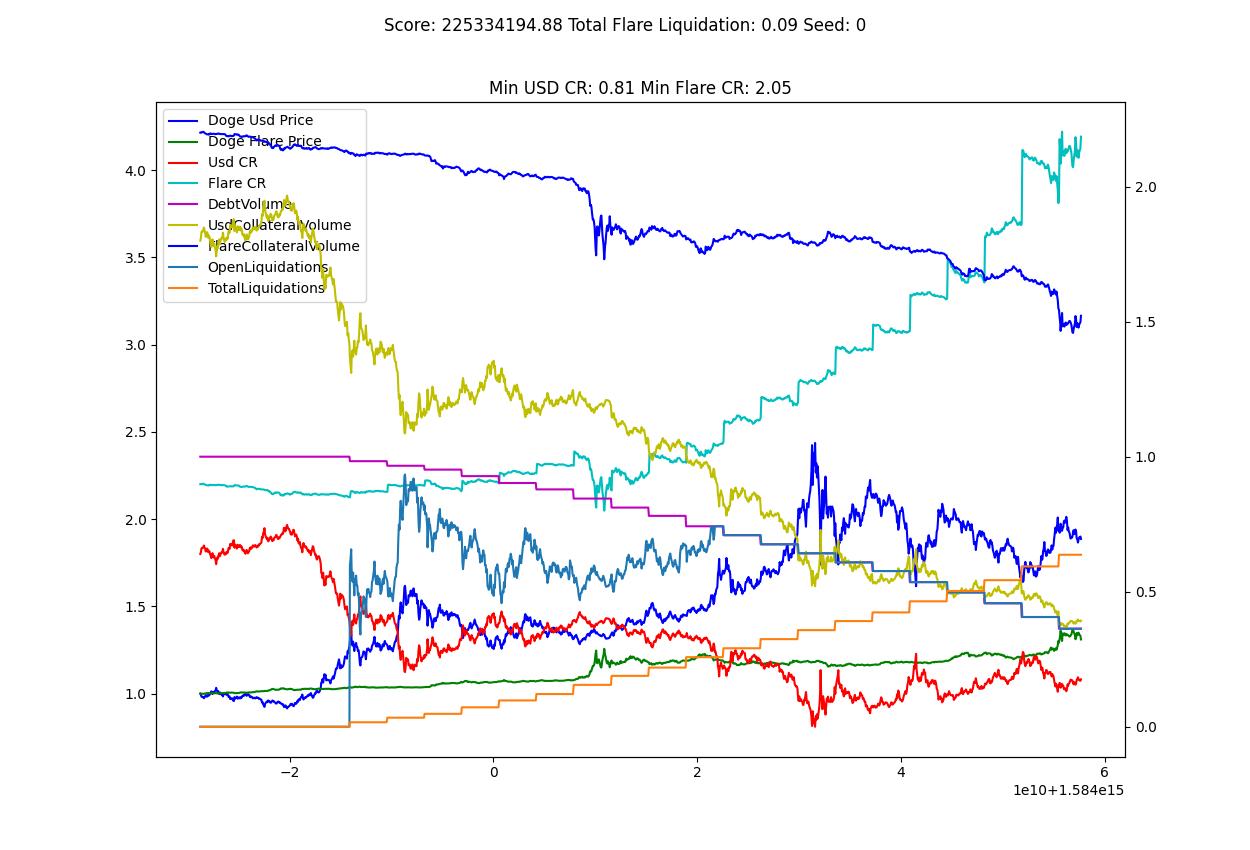 Score: 225334194.88 Total Flare Liquidation: 0.09 Seed: 0
Min USD CR: 0.81 Min Flare CR: 2.05
Doge Usd Price
Doge Flare Price
Usd CR
Flare CR
DebtVolume
UsdCollateralVolume
FlareCollateralVolume
OpenLiquidations
TotalLiquidations
4.0
3.5
3.0
2.5
2.0
1.5
1.0
2.0
1.5
1.0
0.5
0.0
−2
0
2
4
6
1e10+1.584e15